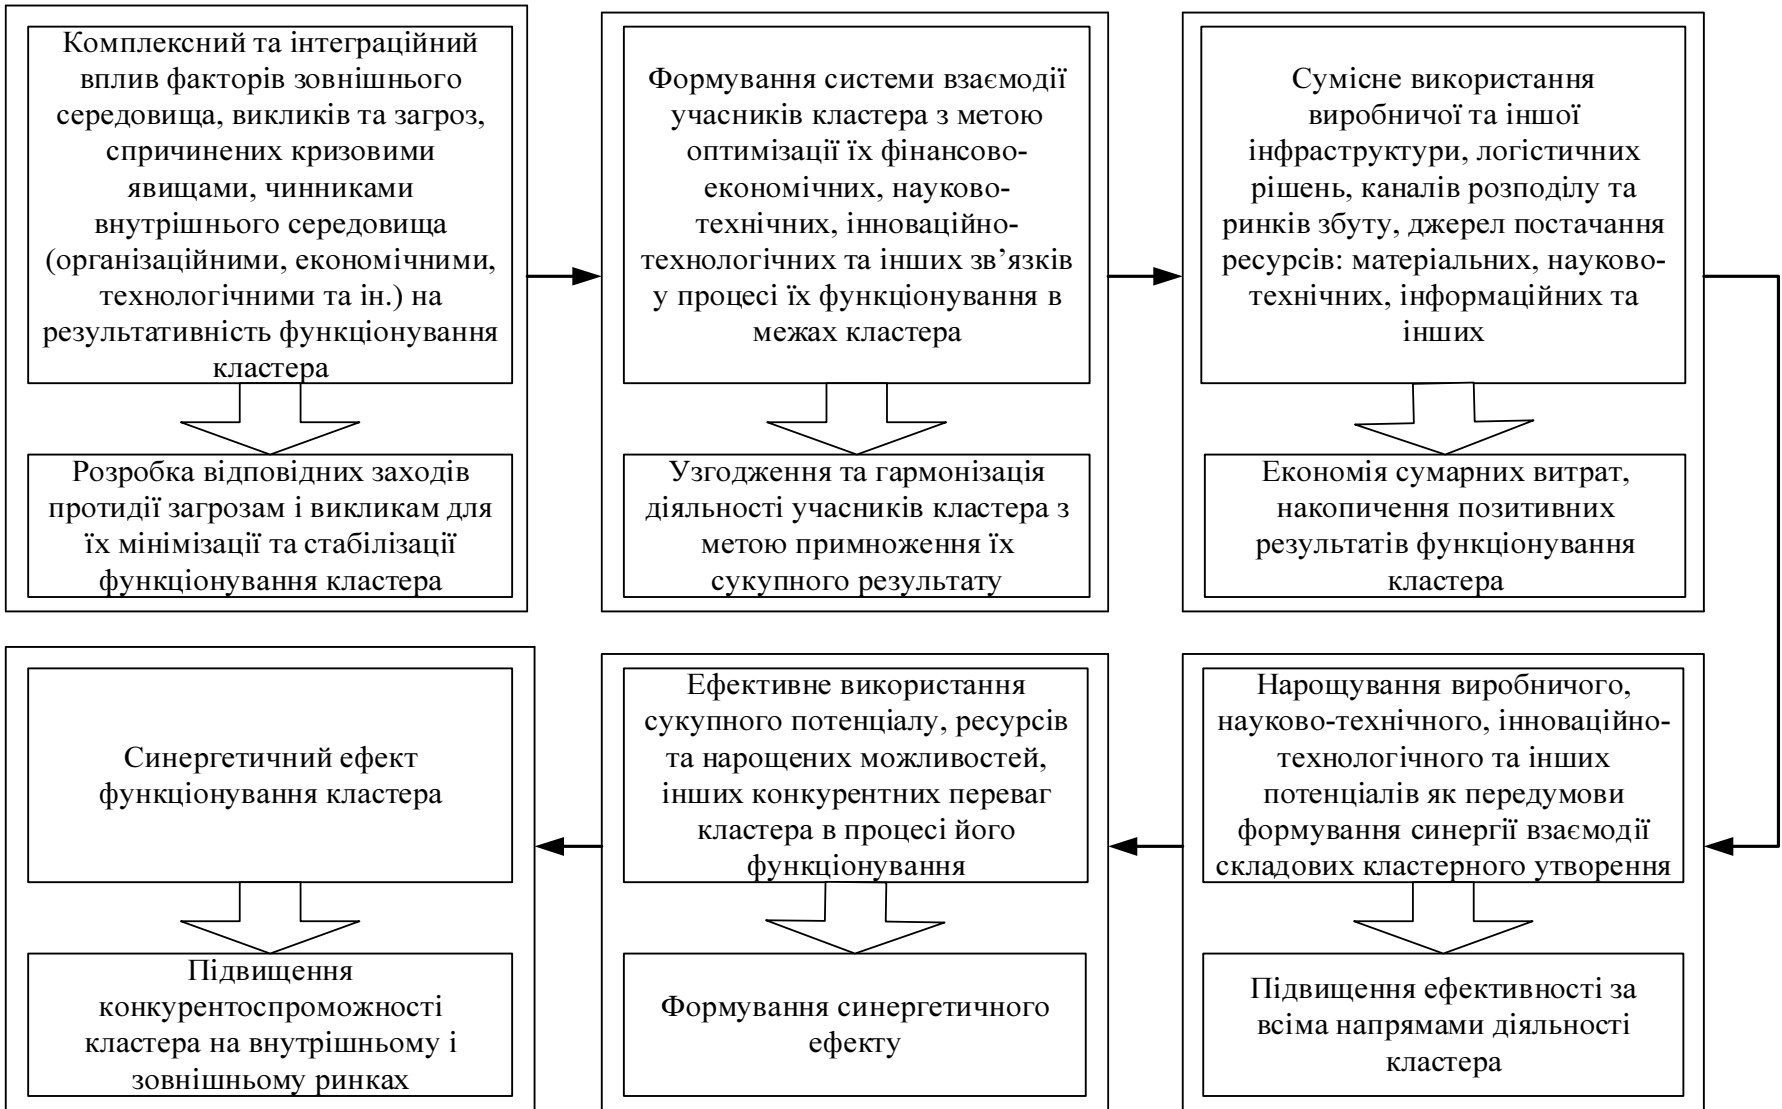 Комплексний та інтеграційний
вплив факторів зовнішнього
середовища, викликів та загроз,
спричинених кризовими
явищами, чинниками
внутрішнього середовища
(організаційними, економічними,
технологічними та ін.) на
результативність функціонування
кластера
Розробка відповідних заходів
протидії загрозам і викликам для
їх мінімізації та стабілізації
функціонування кластера
Формування системи взаємодії
учасників кластера з метою
оптимізації їх фінансово-
економічних, науково-
технічних, інноваційно-
технологічних та інших зв’язків
у процесі їх функціонування в
межах кластера
Узгодження та гармонізація
діяльності учасників кластера з
метою примноження їх
сукупного результату
Сумісне використання
виробничої та іншої
інфраструктури, логістичних
рішень, каналів розподілу та
ринків збуту, джерел постачання
ресурсів: матеріальних, науково-
технічних, інформаційних та
інших
Економія сумарних витрат,
накопичення позитивних
результатів функціонування
кластера
Нарощування виробничого,
науково-технічного, інноваційно-
технологічного та інших
потенціалів як передумови
формування синергії взаємодії
складових кластерного утворення
Підвищення ефективності за
всіма напрямами діяльності
кластера
Ефективне використання
сукупного потенціалу, ресурсів
та нарощених можливостей,
інших конкурентних переваг
кластера в процесі його
функціонування
Формування синергетичного
ефекту
Синергетичний ефект
функціонування кластера
Підвищення
конкурентоспроможності
кластера на внутрішньому і
зовнішньому ринках